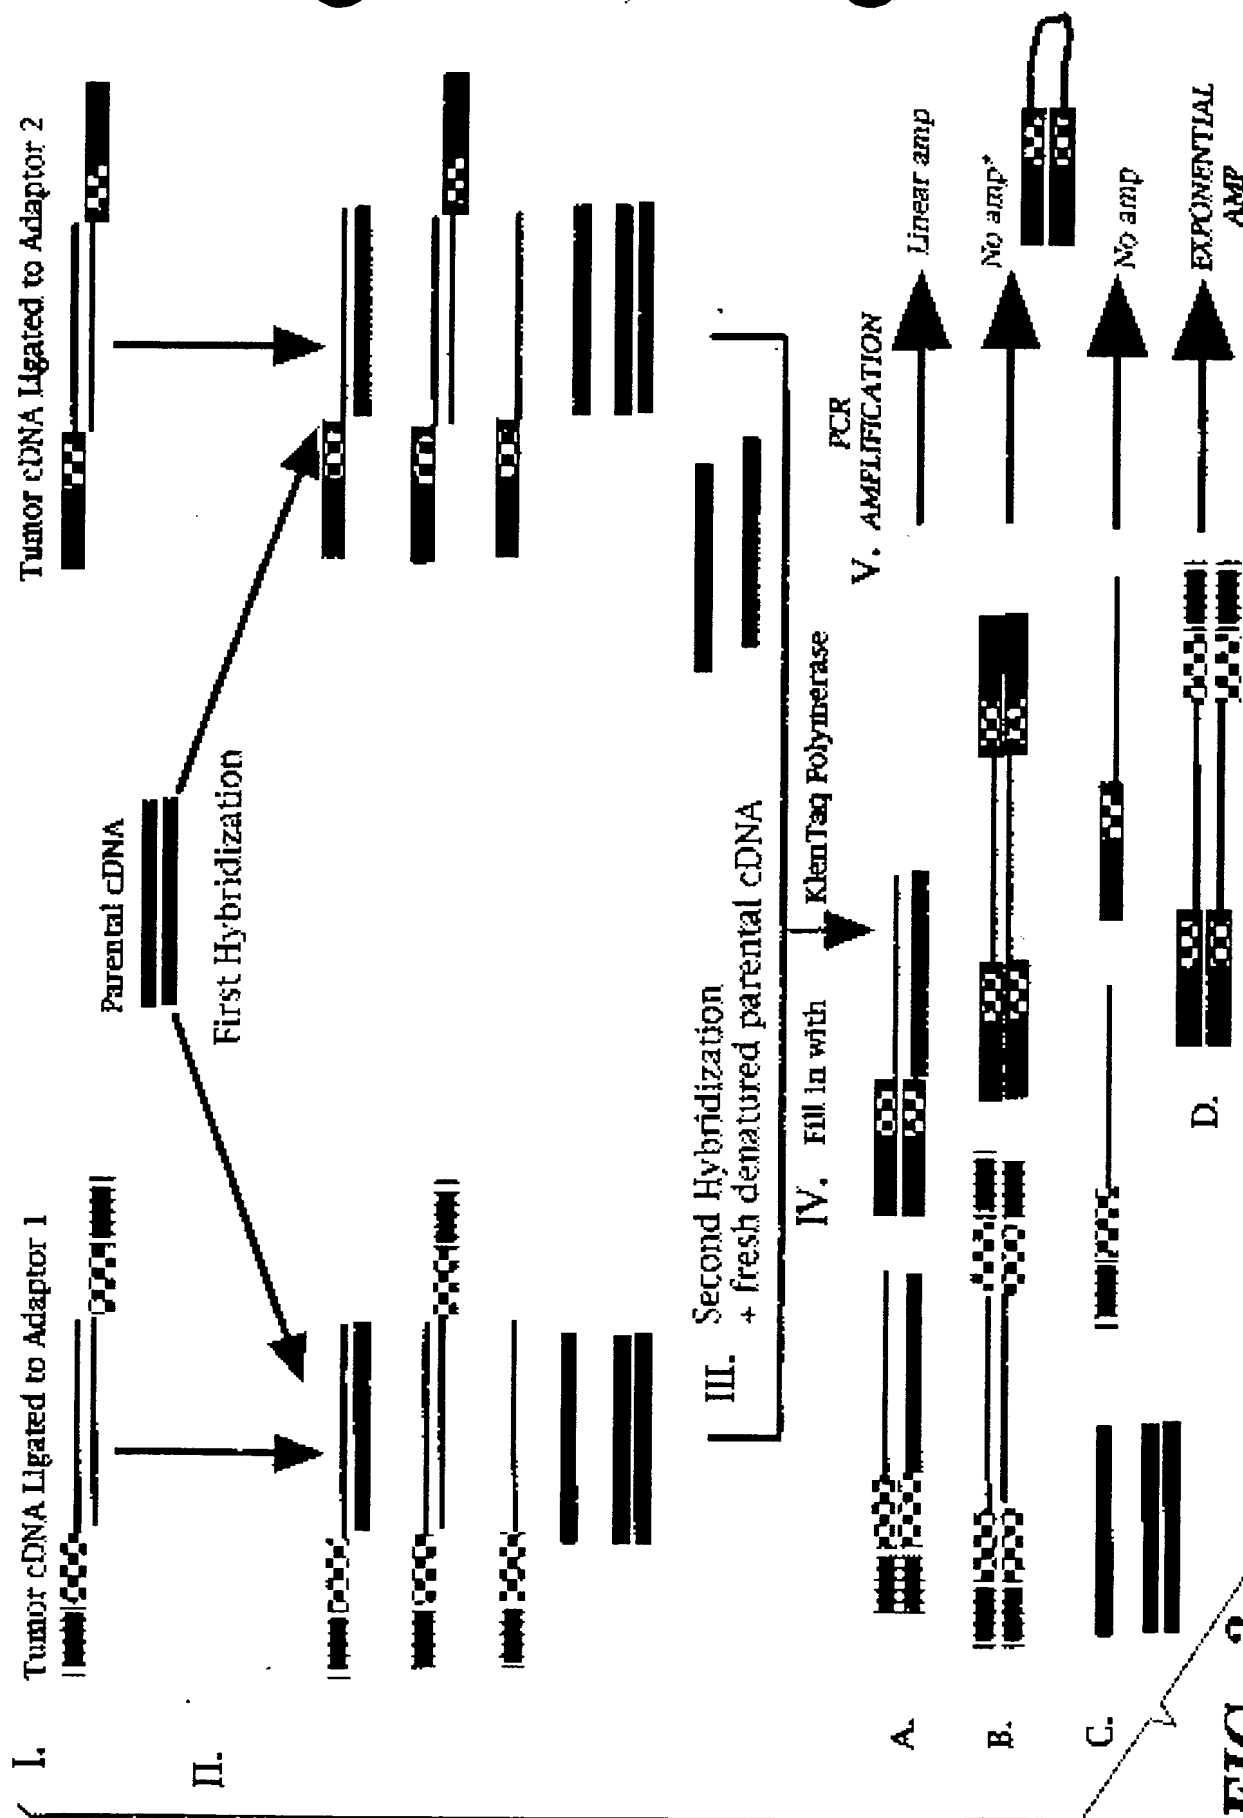 I.
Tumor cDNA Ligated to Adaptor 1
Parental cDNA
Tumor cDNA Ligated to Adaptor 2
II.
First Hybridization
III. Second Hybridization
+ fresh denatured parental cDNA
IV. Fill in with KlenTaq Polymerase
PCR
V. AMPLIFICATION
A.
Linear amp
B.
No amp*
C.
No amp
D.
EXPONENTIAL
AMP